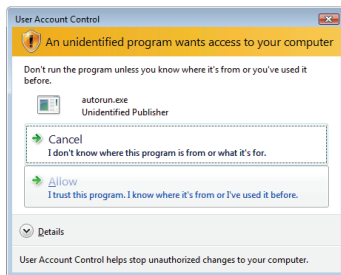 User Account Control
An unidentified program wants access to your computer
Don't run the program unless you know where it's from or you've used it
before.
autorun.exe
Unidentified Publisher
Cancel
I don't know where this program is from or what it's for.
Allow
I trust this program. I know where it's from or I've used it before.
Details
User Account Control helps stop unauthorized changes to your computer.